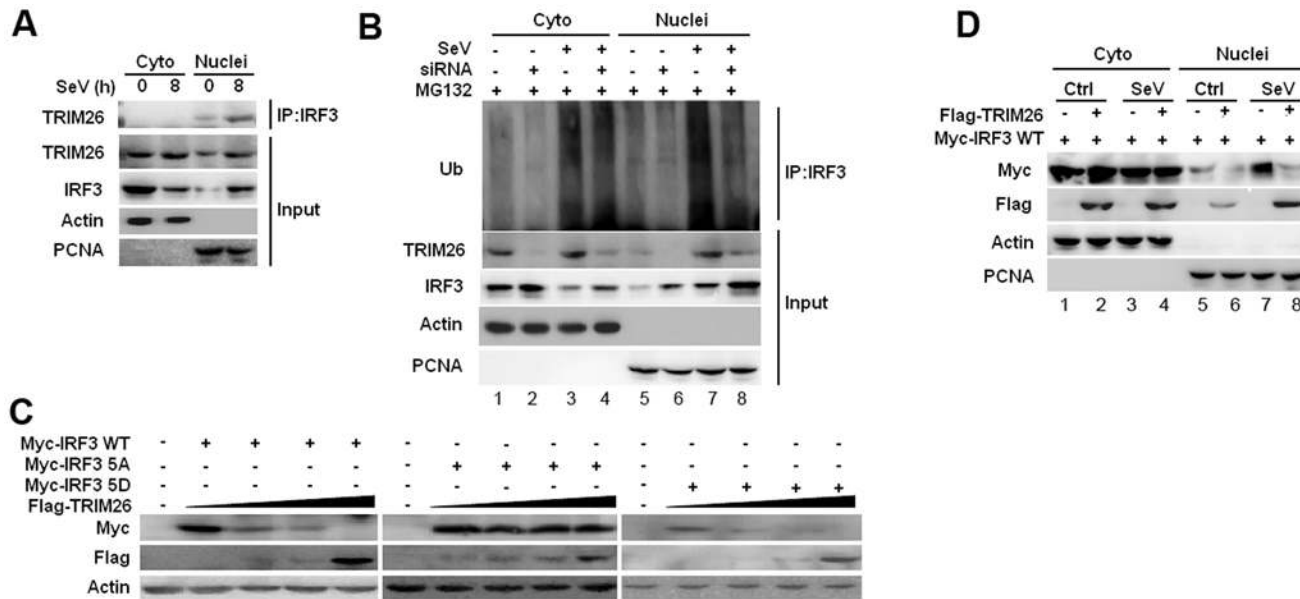 A
Cyto Nuclei
SeV (h) 0 8 0 8
TRIM26 IP:IRF3
TRIM26
IRF3
Input
Actin
PCNA
B
Cyto Nuclei
SeV - - + + - - + +
siRNA - + - + - + - +
MG132 + + + + + + + +
Ub IP:IRF3
TRIM26
IRF3 Input
Actin
PCNA
1 2 3 4 5 6 7 8
C
Myc-IRF3 WT - + + + + - - - - - - - - - -
Myc-IRF3 5A - - - - - - + + + + - - - - -
Myc-IRF3 5D - - - - - - - - - - - + + + +
Flag-TRIM26 - - -
Myc
Flag
Actin
D
Cyto Nuclei
Ctrl SeV Ctrl SeV
Flag-TRIM26 - + - + - + - +
Myc-IRF3 WT + + + + + + + +
Myc
Flag
Actin
PCNA
1 2 3 4 5 6 7 8